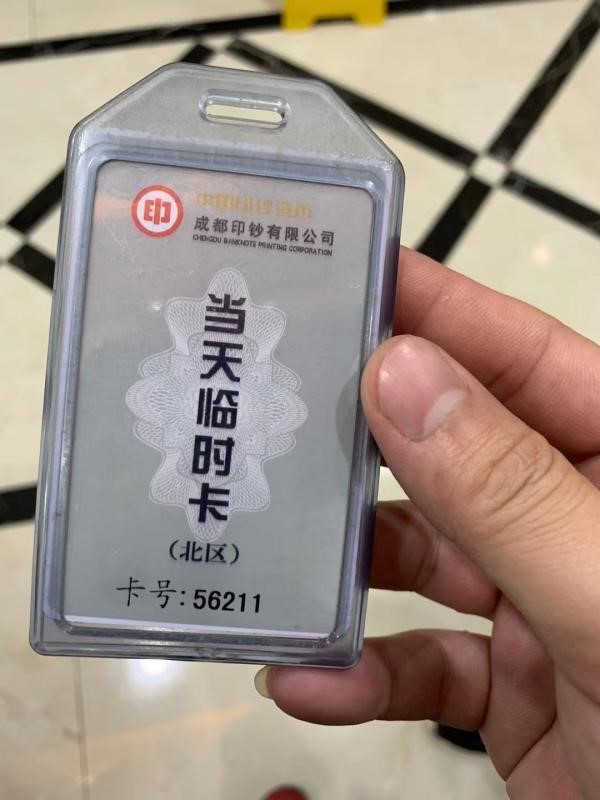 中国印钞造币
成都印钞有限公司
CHENGDU BANKNOTE PRINTING CORPORATION
当天临时卡
(北区)
卡号:56211